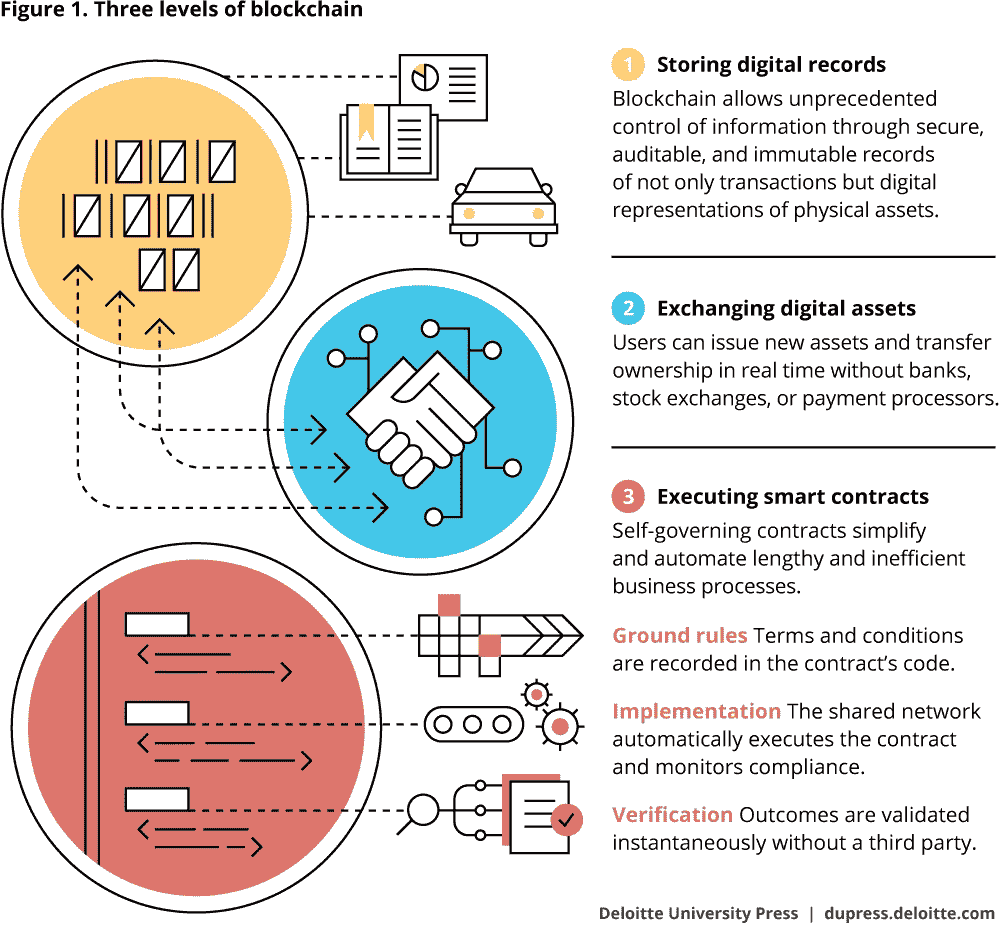 Figure 1. Three levels of blockchain
1 Storing digital records
Blockchain allows unprecedented
control of information through secure,
auditable, and immutable records
of not only transactions but digital
representations of physical assets.
2 Exchanging digital assets
Users can issue new assets and transfer
ownership in real time without banks,
stock exchanges, or payment processors.
3 Executing smart contracts
Self-governing contracts simplify
and automate lengthy and inefficient
business processes.
Ground rules Terms and conditions
are recorded in the contract’s code.
Implementation The shared network
automatically executes the contract
and monitors compliance.
Verification Outcomes are validated
instantaneously without a third party.
Deloitte University Press | dupress.deloitte.com